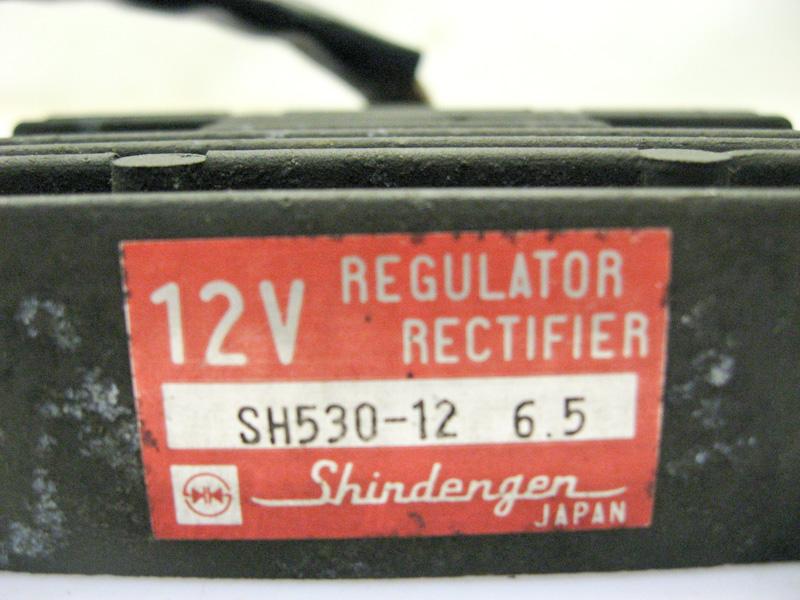 12V REGULATOR
RECTIFIER
SH530-12 6.5
Shindengen
JAPAN